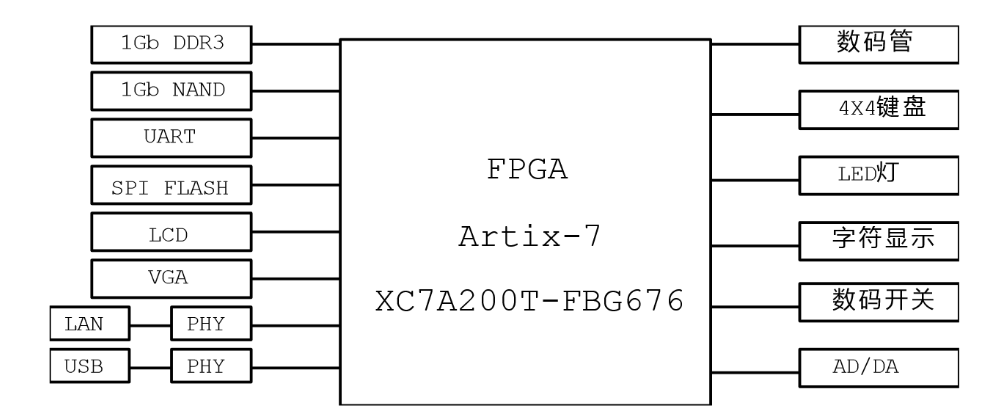 1Gb DDR3
1Gb NAND
UART
SPI FLASH
LCD
VGA
LAN
PHY
USB
PHY
FPGA
Artix-7
XC7A200T-FBG676
数码管
4X4键盘
LED灯
字符显示
数码开关
AD/DA